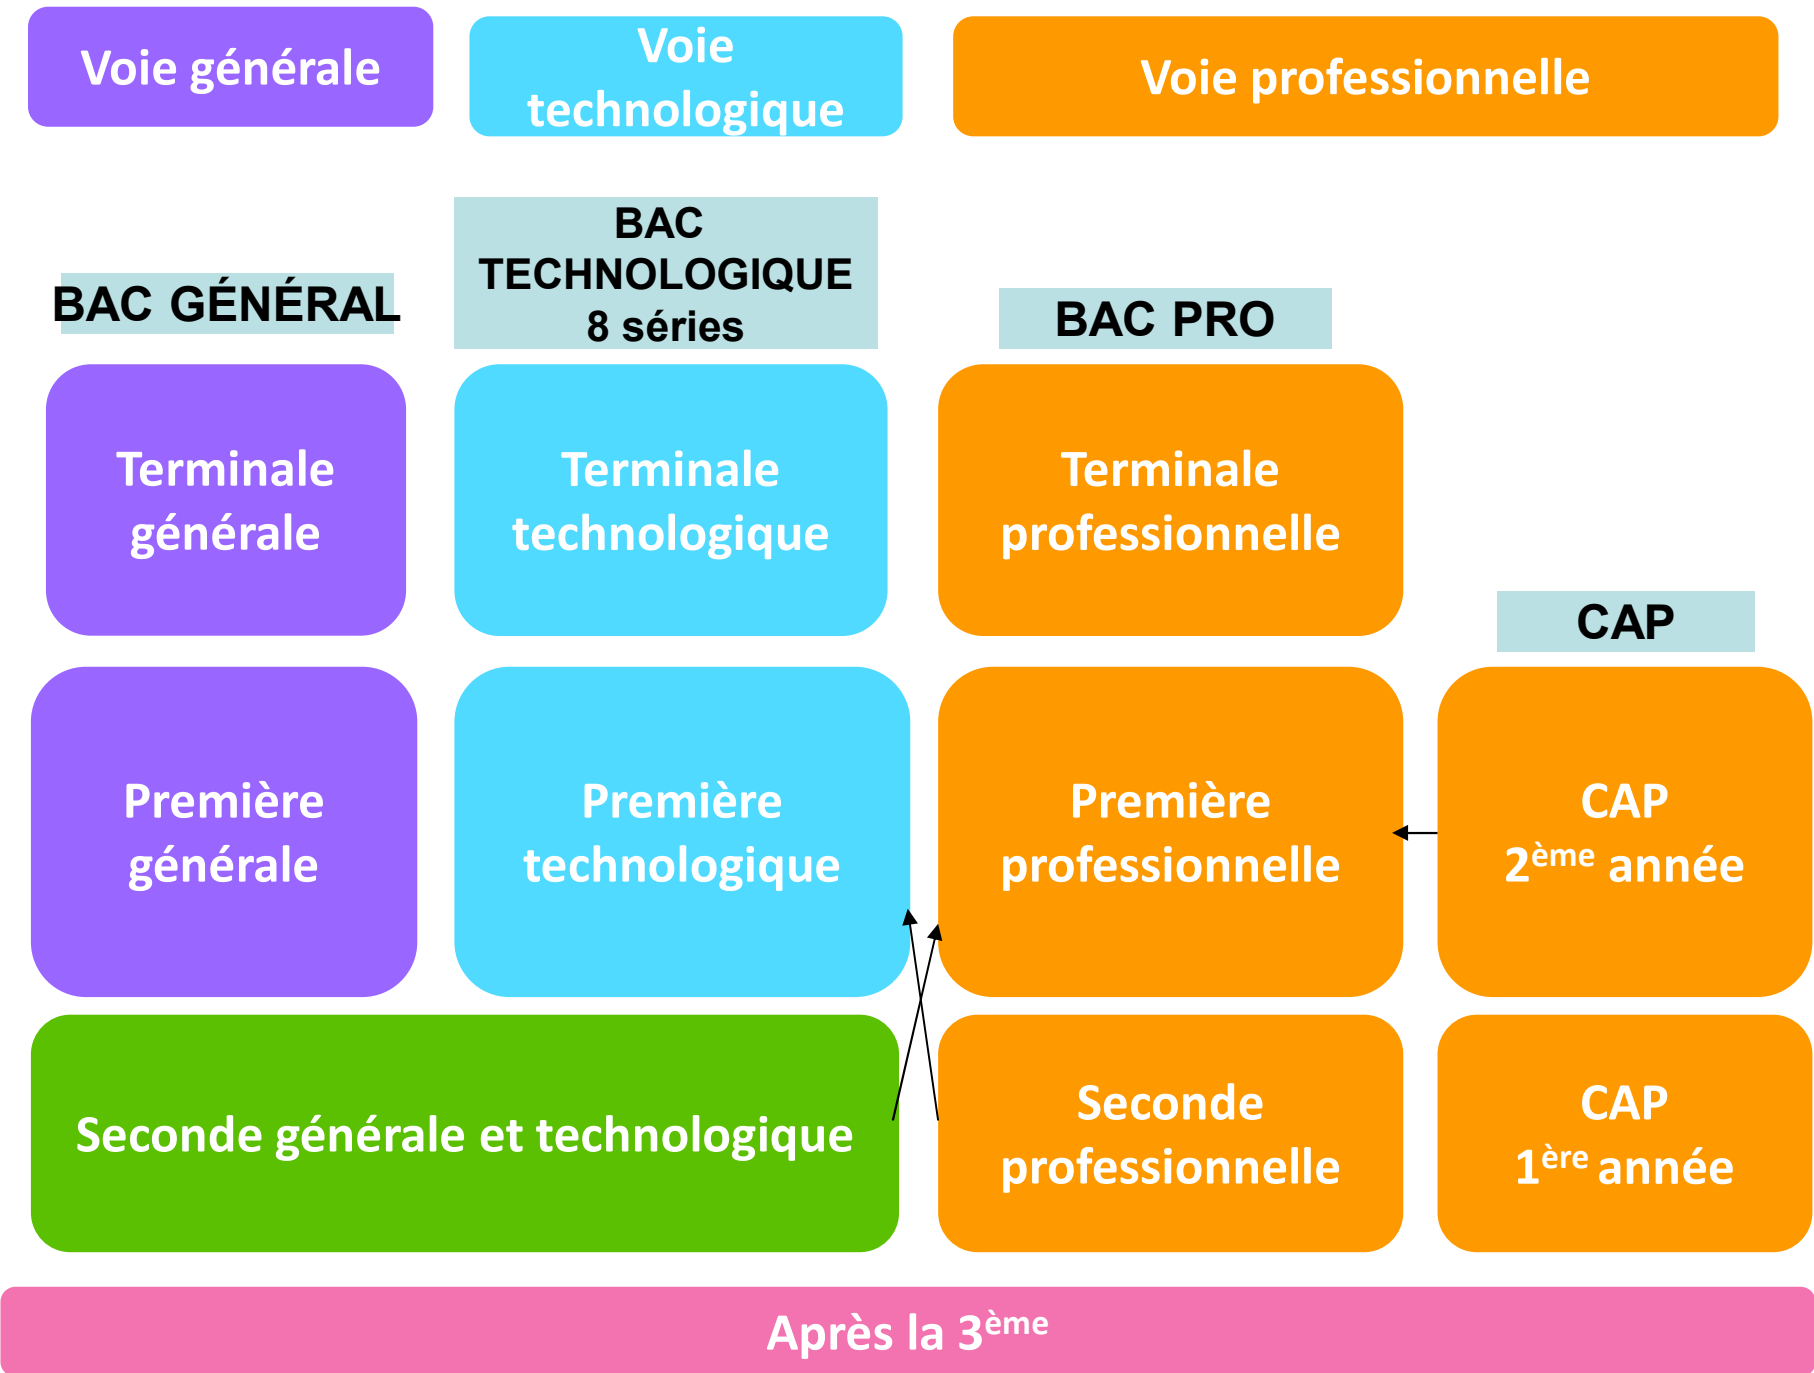 Voie générale
Voie
technologique
Voie professionnelle
BAC GÉNÉRAL
BAC
TECHNOLOGIQUE
8 séries
BAC PRO
Terminale
générale
Terminale
technologique
Terminale
professionnelle
CAP
Première
générale
Première
technologique
Première
professionnelle
CAP
2ème année
Seconde générale et technologique
Seconde
professionnelle
CAP
1ère année
Après la 3ème